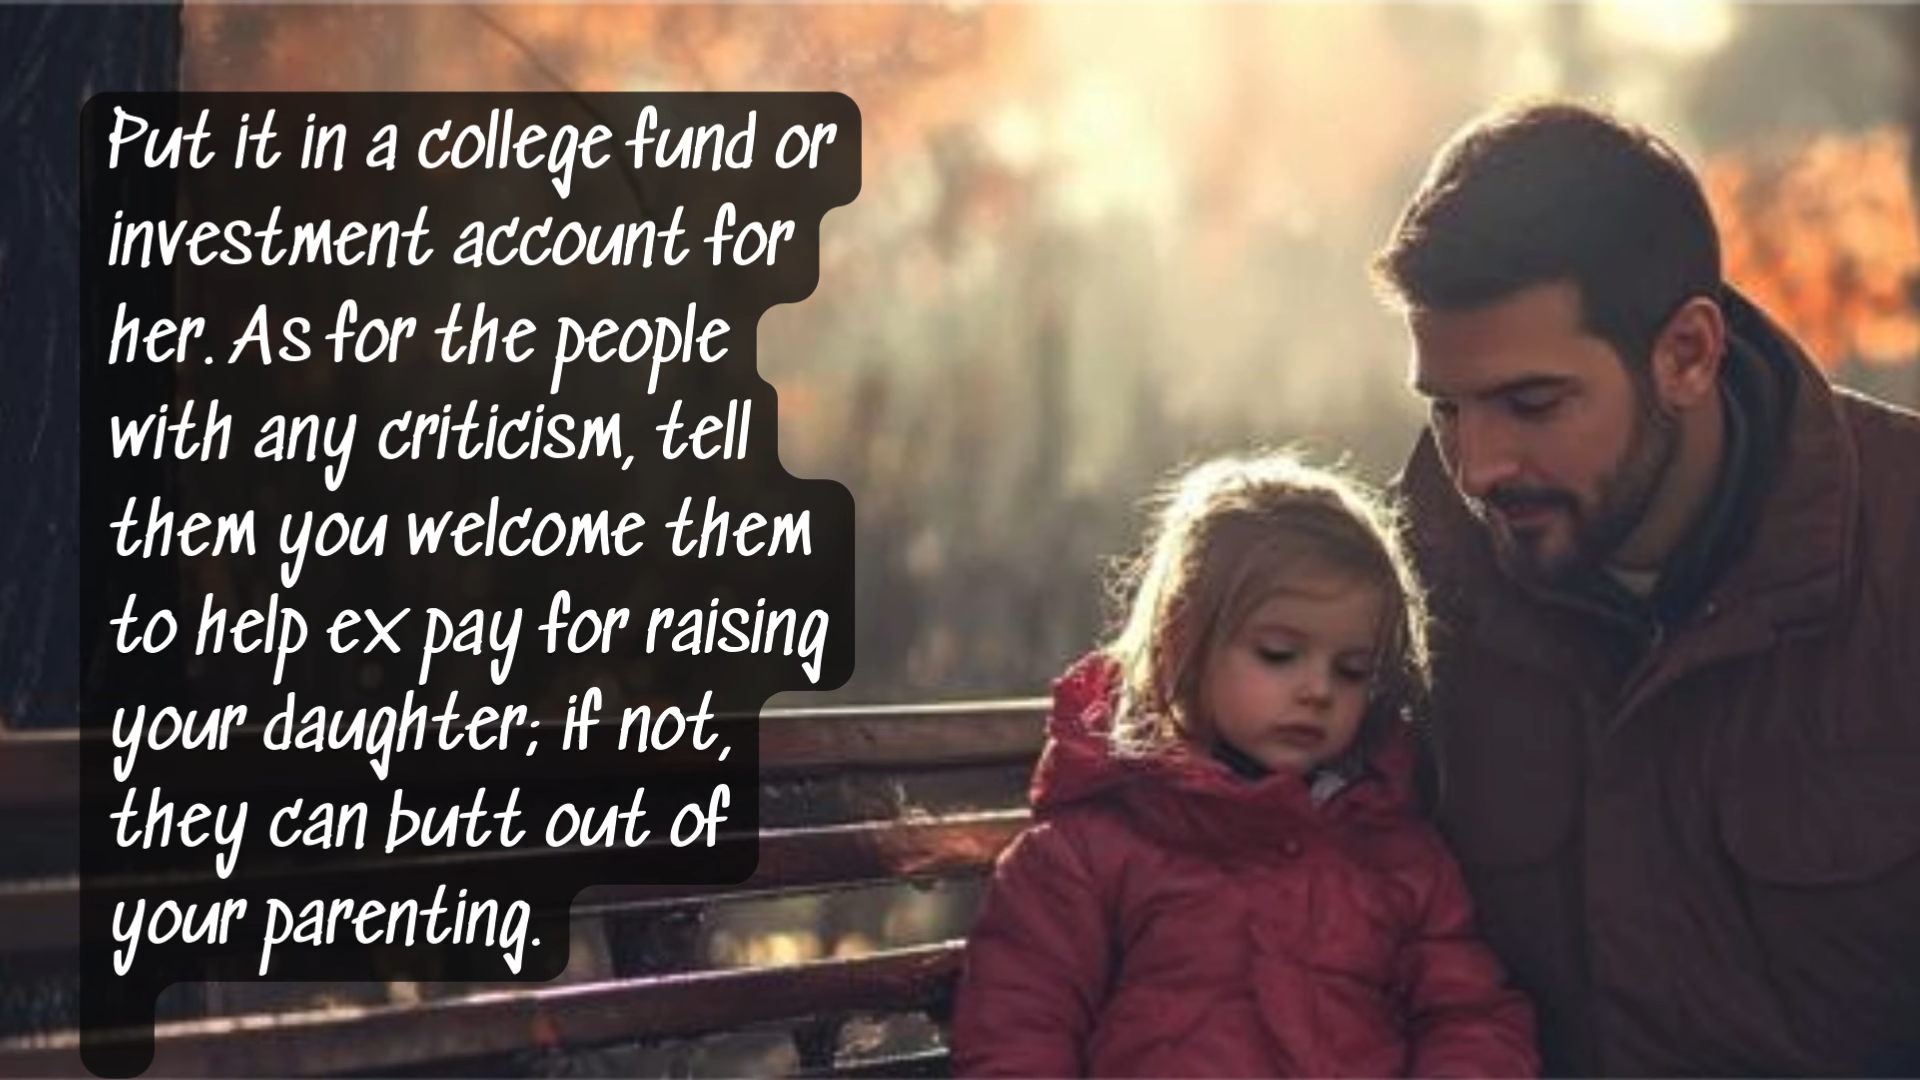 Put it in a college fund or
investment account for
her. As for the people
with any criticism, tell
them you welcome them
to help ex pay for raising
your daughter; if not,
they can butt out of
your parenting.